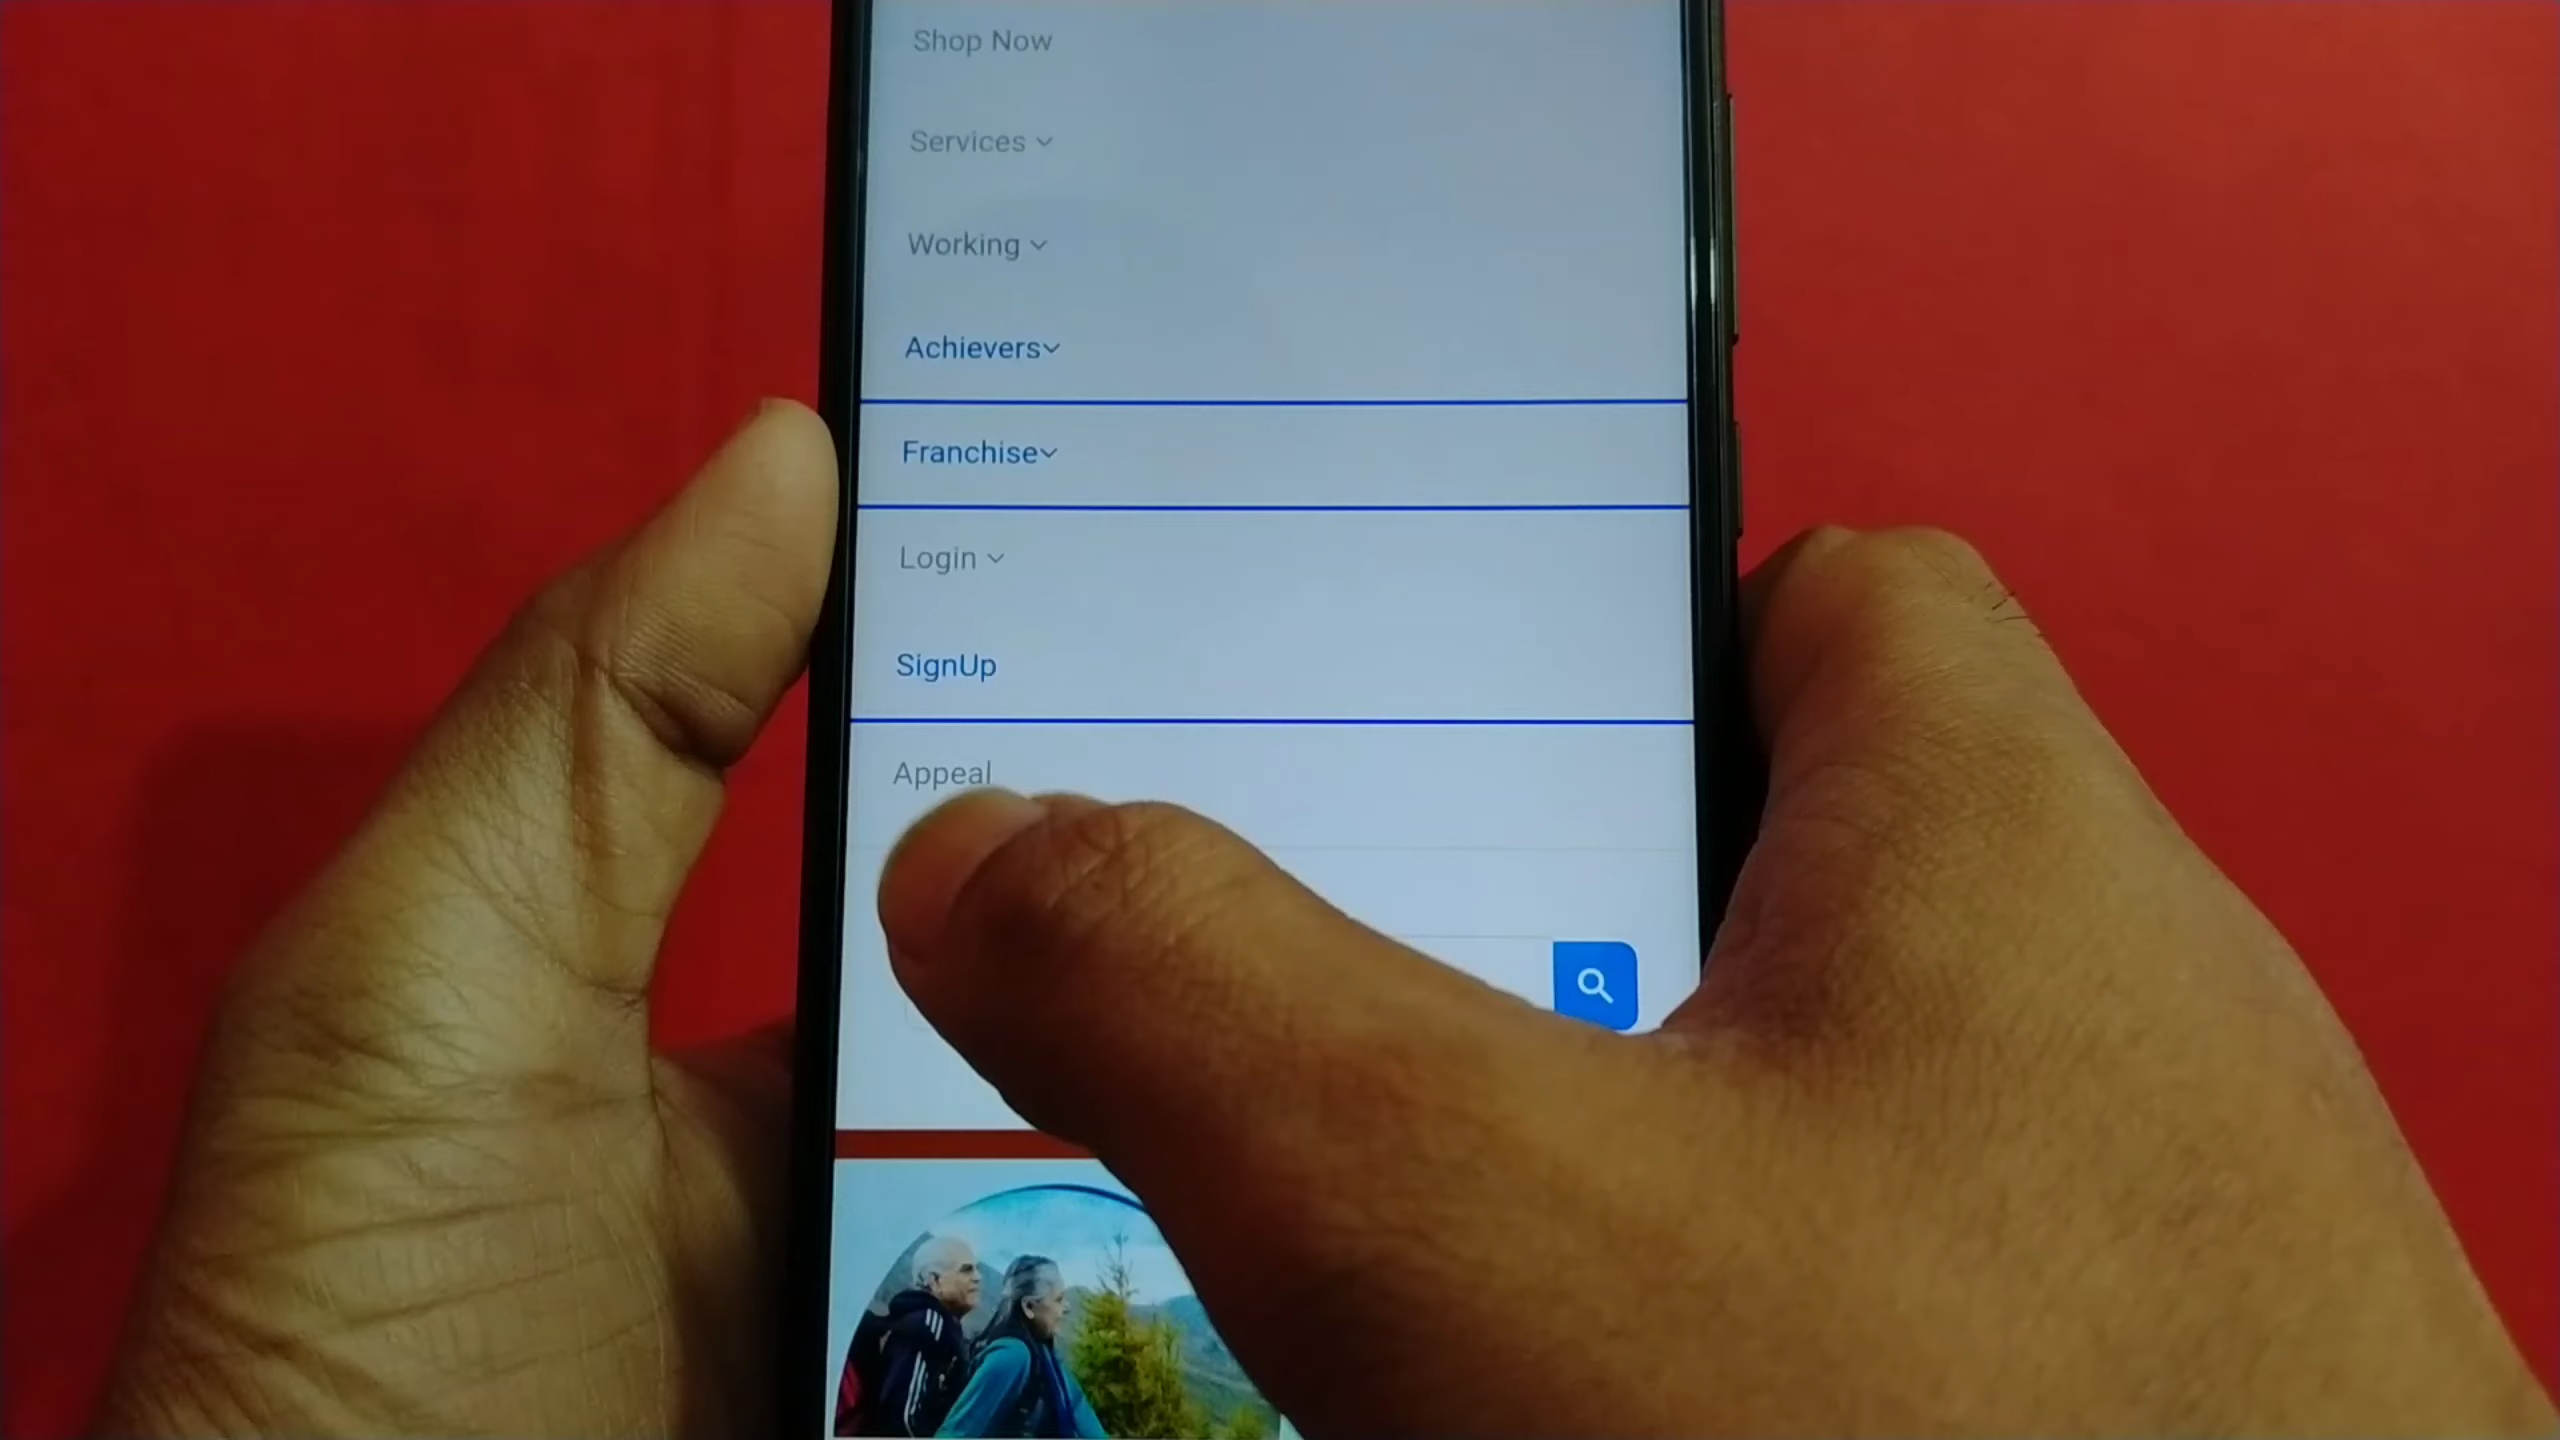 Shop Now
Services
Working
Achievers
Franchise
Login
SignUp
Appeal